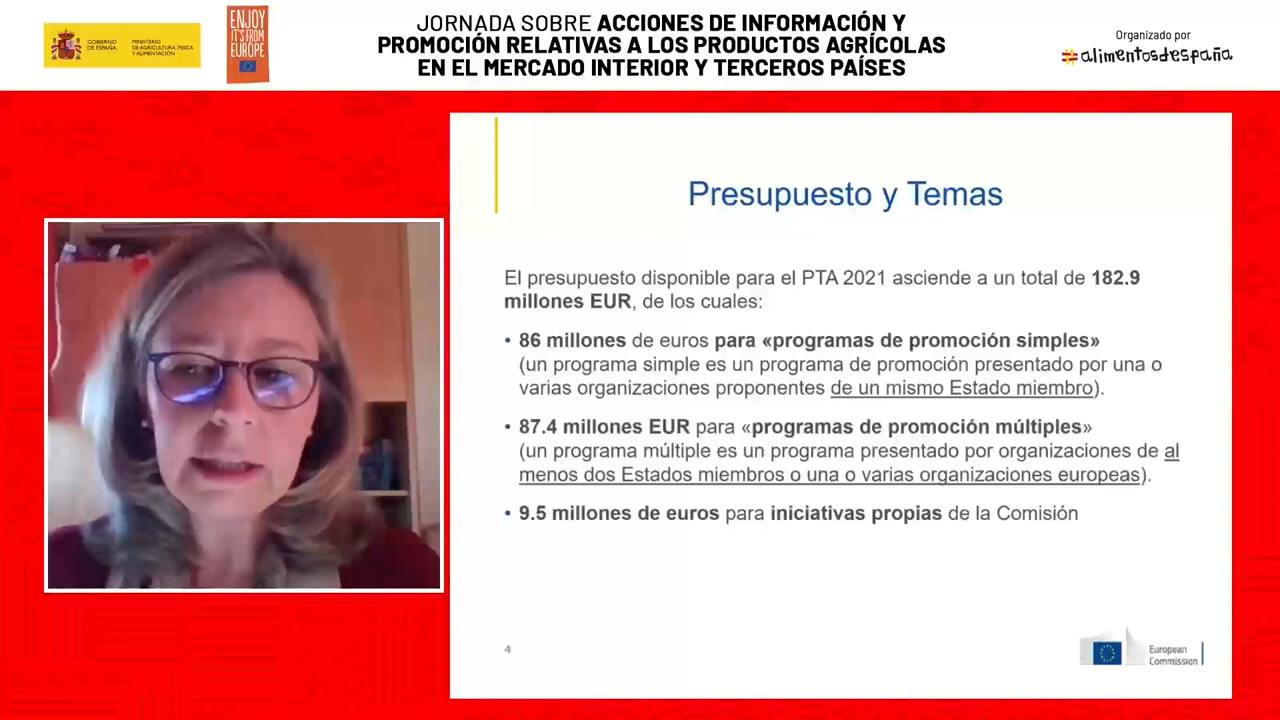 GOBIERNO
DE ESPAÑA
MINISTERIO
DE AGRICULTURA, PESCA
Y ALIMENTACIÓN
ENJOY
IT'S FROM
EUROPE
JORNADA SOBRE ACCIONES DE INFORMACIÓN Y
PROMOCIÓN RELATIVAS A LOS PRODUCTOS AGRÍCOLAS
EN EL MERCADO INTERIOR Y TERCEROS PAÍSES
Organizado por
#alimentosdespaña
Presupuesto y Temas
El presupuesto disponible para el PTA 2021 asciende a un total de 182.9
millones EUR, de los cuales:
• 86 millones de euros para «programas de promoción simples»
(un programa simple es un programa de promoción presentado por una o
varias organizaciones proponentes de un mismo Estado miembro).
• 87.4 millones EUR para «programas de promoción múltiples»
(un programa múltiple es un programa presentado por organizaciones de al
menos dos Estados miembros o una o varias organizaciones europeas).
• 9.5 millones de euros para iniciativas propias de la Comisión
4
European
Commission